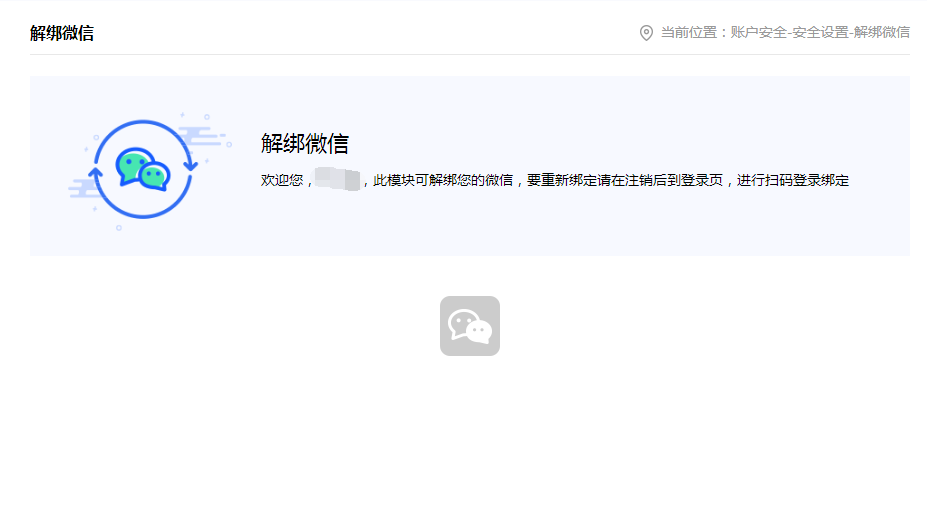 解绑微信
当前位置：账户安全-安全设置-解绑微信
解绑微信
欢迎您，，此模块可解绑您的微信，要重新绑定请在注销后到登录页，进行扫码登录绑定